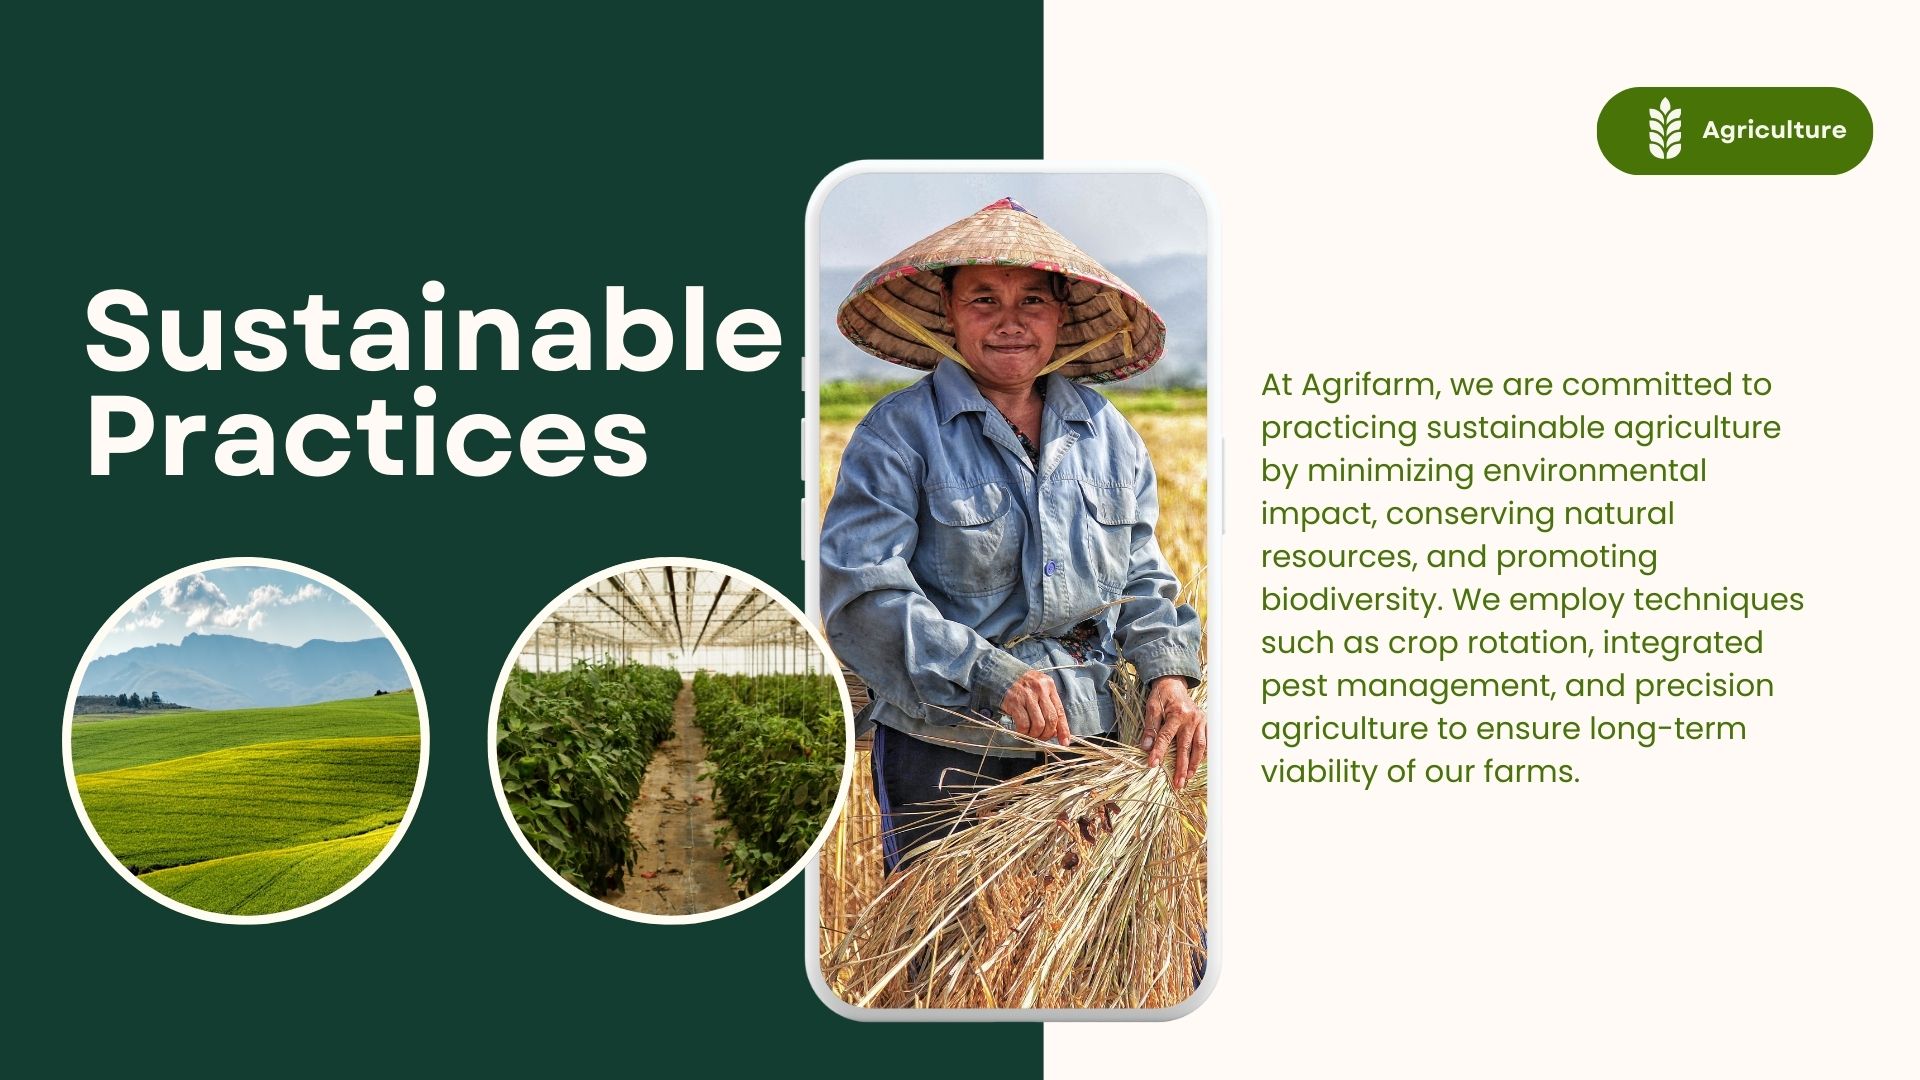 Agriculture
Sustainable
Practices
At Agrifarm, we are committed to
practicing sustainable agriculture
by minimizing environmental
impact, conserving natural
resources, and promoting
biodiversity. We employ techniques
such as crop rotation, integrated
pest management, and precision
agriculture to ensure long-term
viability of our farms.